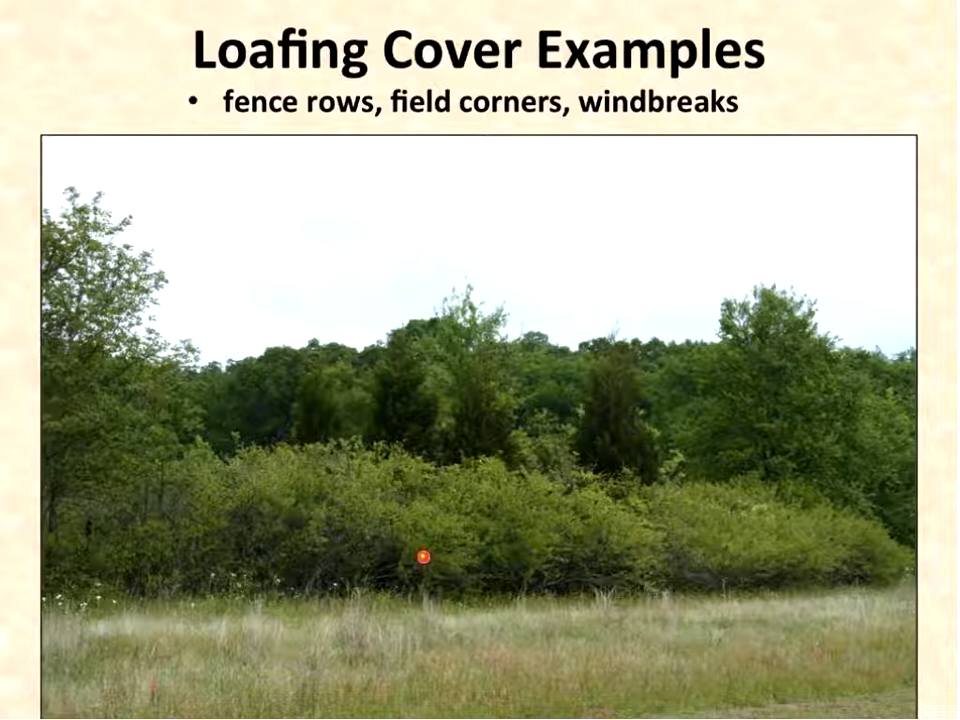 Loafing Cover Examples
• fence rows, field corners, windbreaks